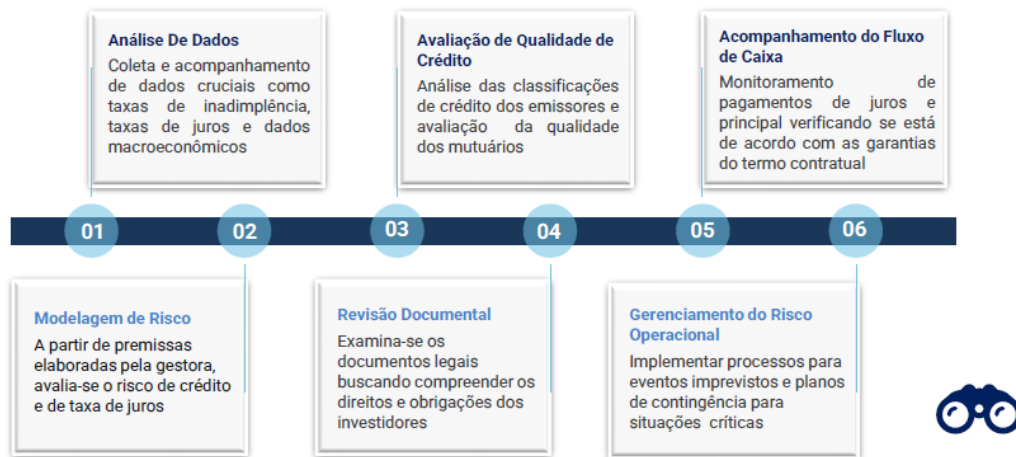 Análise De Dados
Coleta e acompanhamento
de dados cruciais como
taxas de inadimplência,
taxas de juros e dados
macroeconômicos
Avaliação de Qualidade de
Crédito
Análise das classificações
de crédito dos emissores e
avaliação da qualidade
dos mutuários
Acompanhamento do Fluxo
de Caixa
Monitoramento de
pagamentos de juros e
principal verificando se está
de acordo com as garantias
do termo contratual
01
02
03
04
05
06
Modelagem de Risco
A partir de premissas
elaboradas pela gestora,
avalia-se o risco de crédito
e de taxa de juros
Revisão Documental
Examina-se os
documentos legais
buscando compreender os
direitos e obrigações dos
investidores
Gerenciamento do Risco
Operacional
Implementar processos para
eventos imprevistos e planos
de contingência para
situações críticas